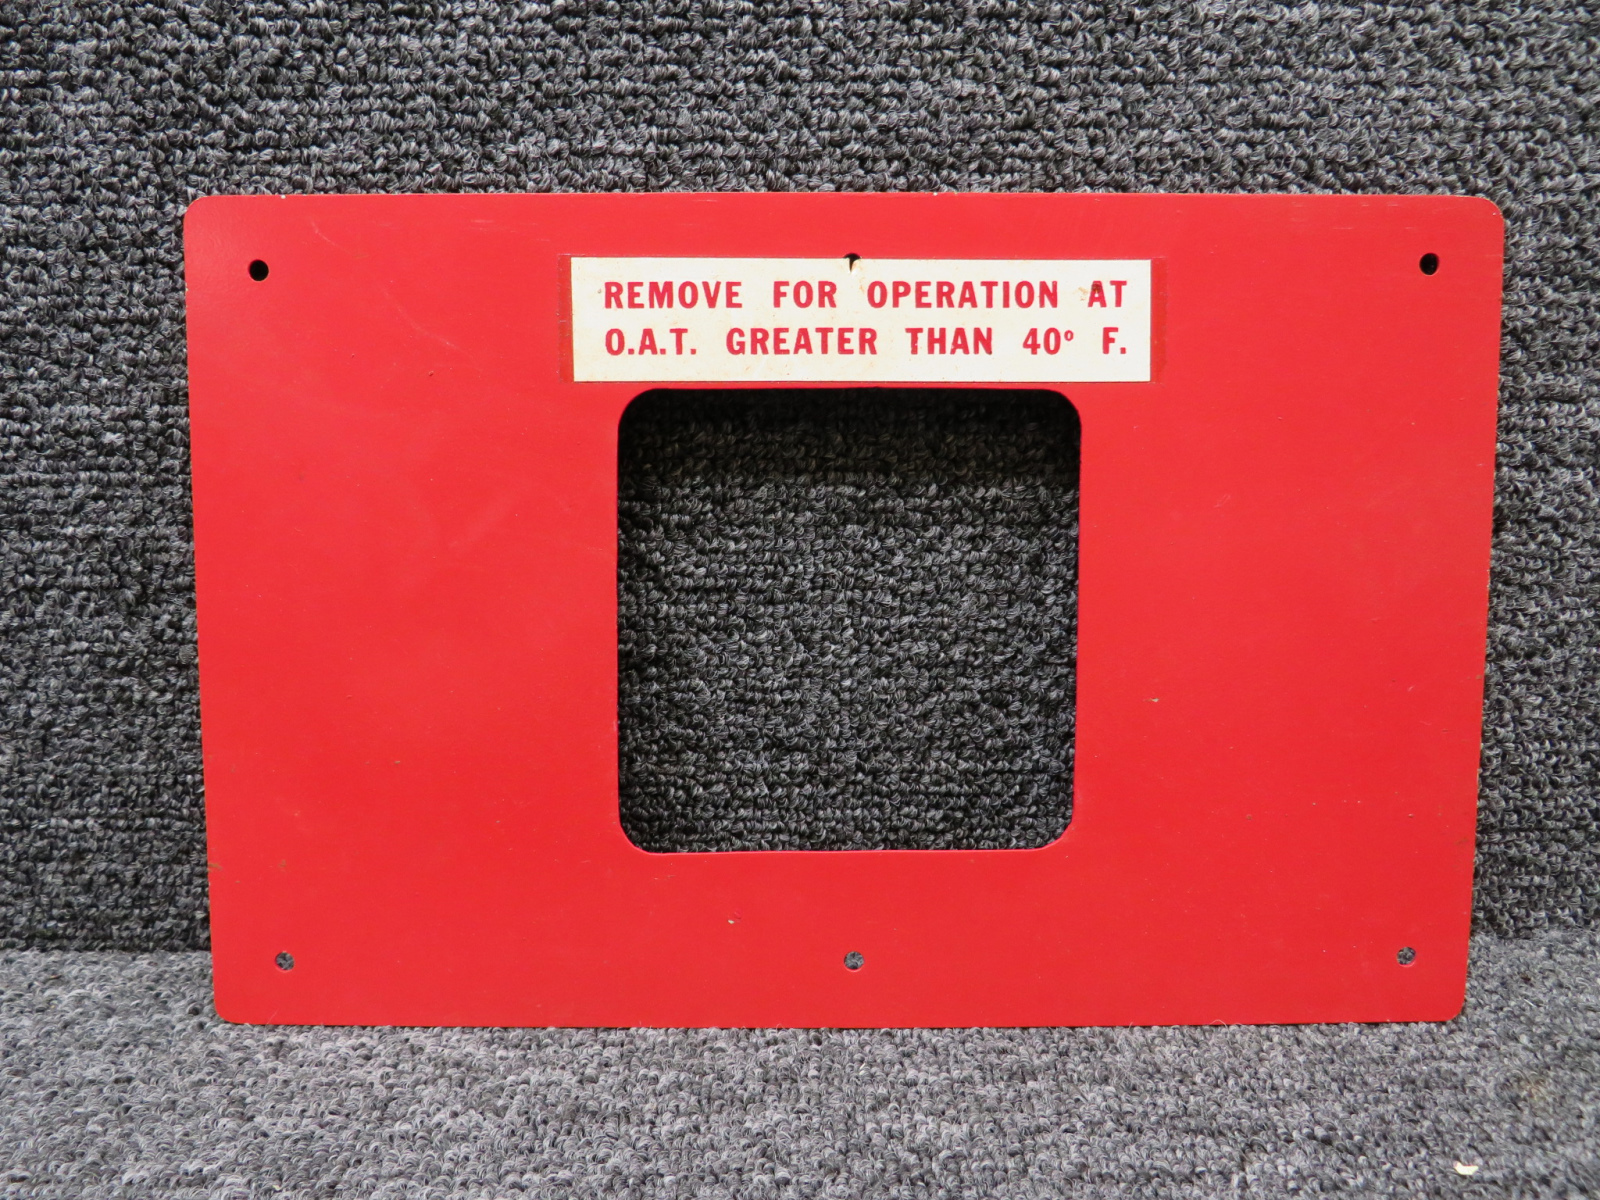 REMOVE FOR OPERATION AT
O.A.T. GREATER THAN 40° F.